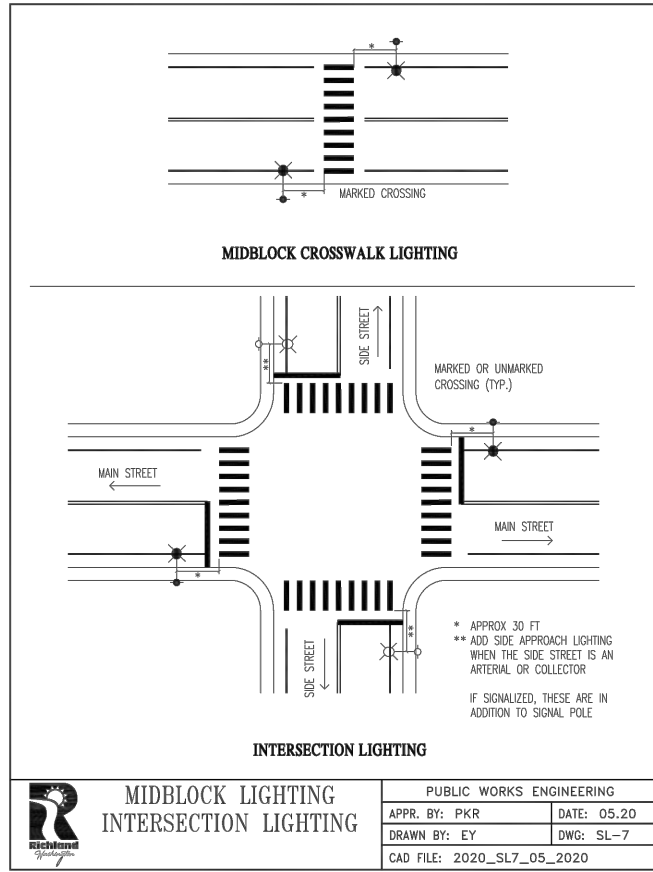 *
*
MARKED CROSSING
MIDBLOCK CROSSWALK LIGHTING
SIDE STREET
**
MARKED OR UNMARKED
CROSSING (TYP.)
*
MAIN STREET
MAIN STREET
*
**
SIDE STREET
* APPROX 30 FT
** ADD SIDE APPROACH LIGHTING
WHEN THE SIDE STREET IS AN
ARTERIAL OR COLLECTOR
IF SIGNALIZED, THESE ARE IN
ADDITION TO SIGNAL POLE
INTERSECTION LIGHTING
Richland
Washington
MIDBLOCK LIGHTING
INTERSECTION LIGHTING
PUBLIC WORKS ENGINEERING
APPR. BY: PKR
DATE: 05.20
DRAWN BY: EY
DWG: SL-7
CAD FILE: 2020_SL7_05_2020